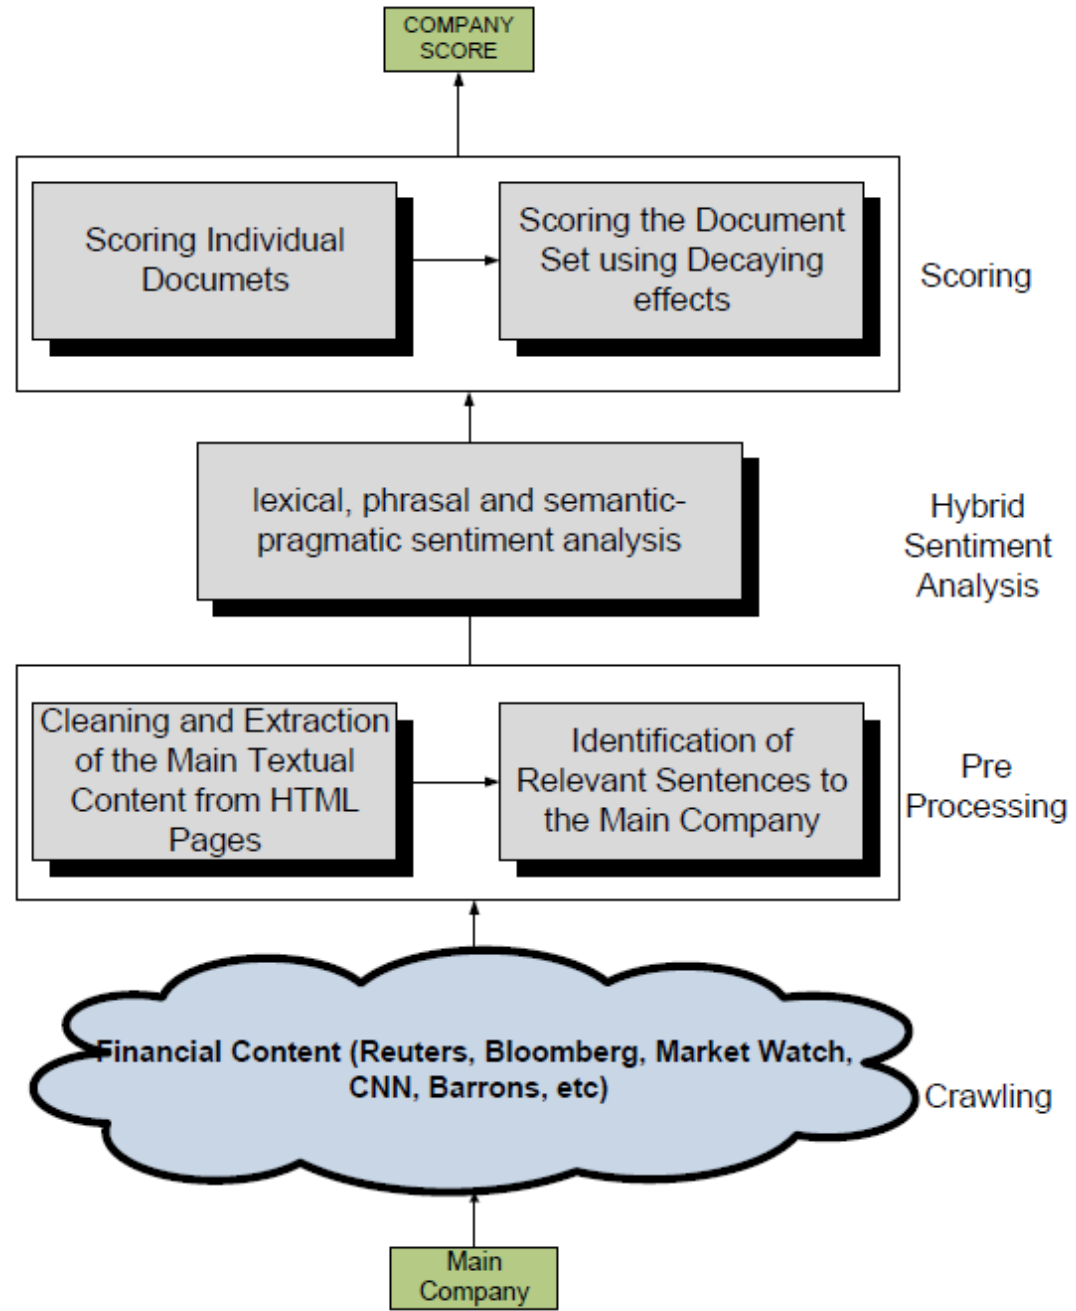 COMPANY
SCORE
Scoring Individual
Documets
Scoring the Document
Set using Decaying
effects
Scoring
lexical, phrasal and semantic-
pragmatic sentiment analysis
Hybrid
Sentiment
Analysis
Cleaning and Extraction
of the Main Textual
Content from HTML
Pages
Identification of
Relevant Sentences to
the Main Company
Pre
Processing
Financial Content (Reuters, Bloomberg, Market Watch,
CNN, Barrons, etc)
Crawling
Main
Company